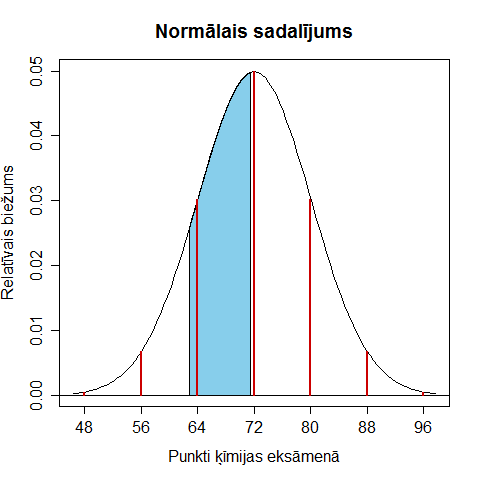 Normālais sadalījums
Relatīvais biežums
0.05
0.04
0.03
0.02
0.01
0.00
48 56 64 72 80 88 96
Punkti ķīmijas eksāmenā